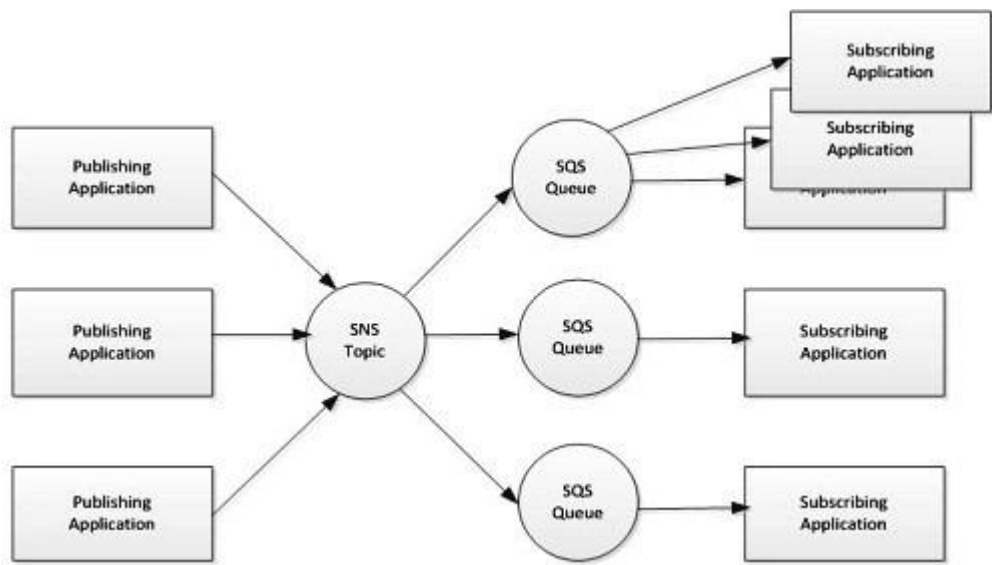 Subscribing
Application
Subscribing
Application
Application
Publishing
Application
SQS
Queue
Publishing
Application
SNS
Topic
SQS
Queue
Subscribing
Application
Publishing
Application
SQS
Queue
Subscribing
Application